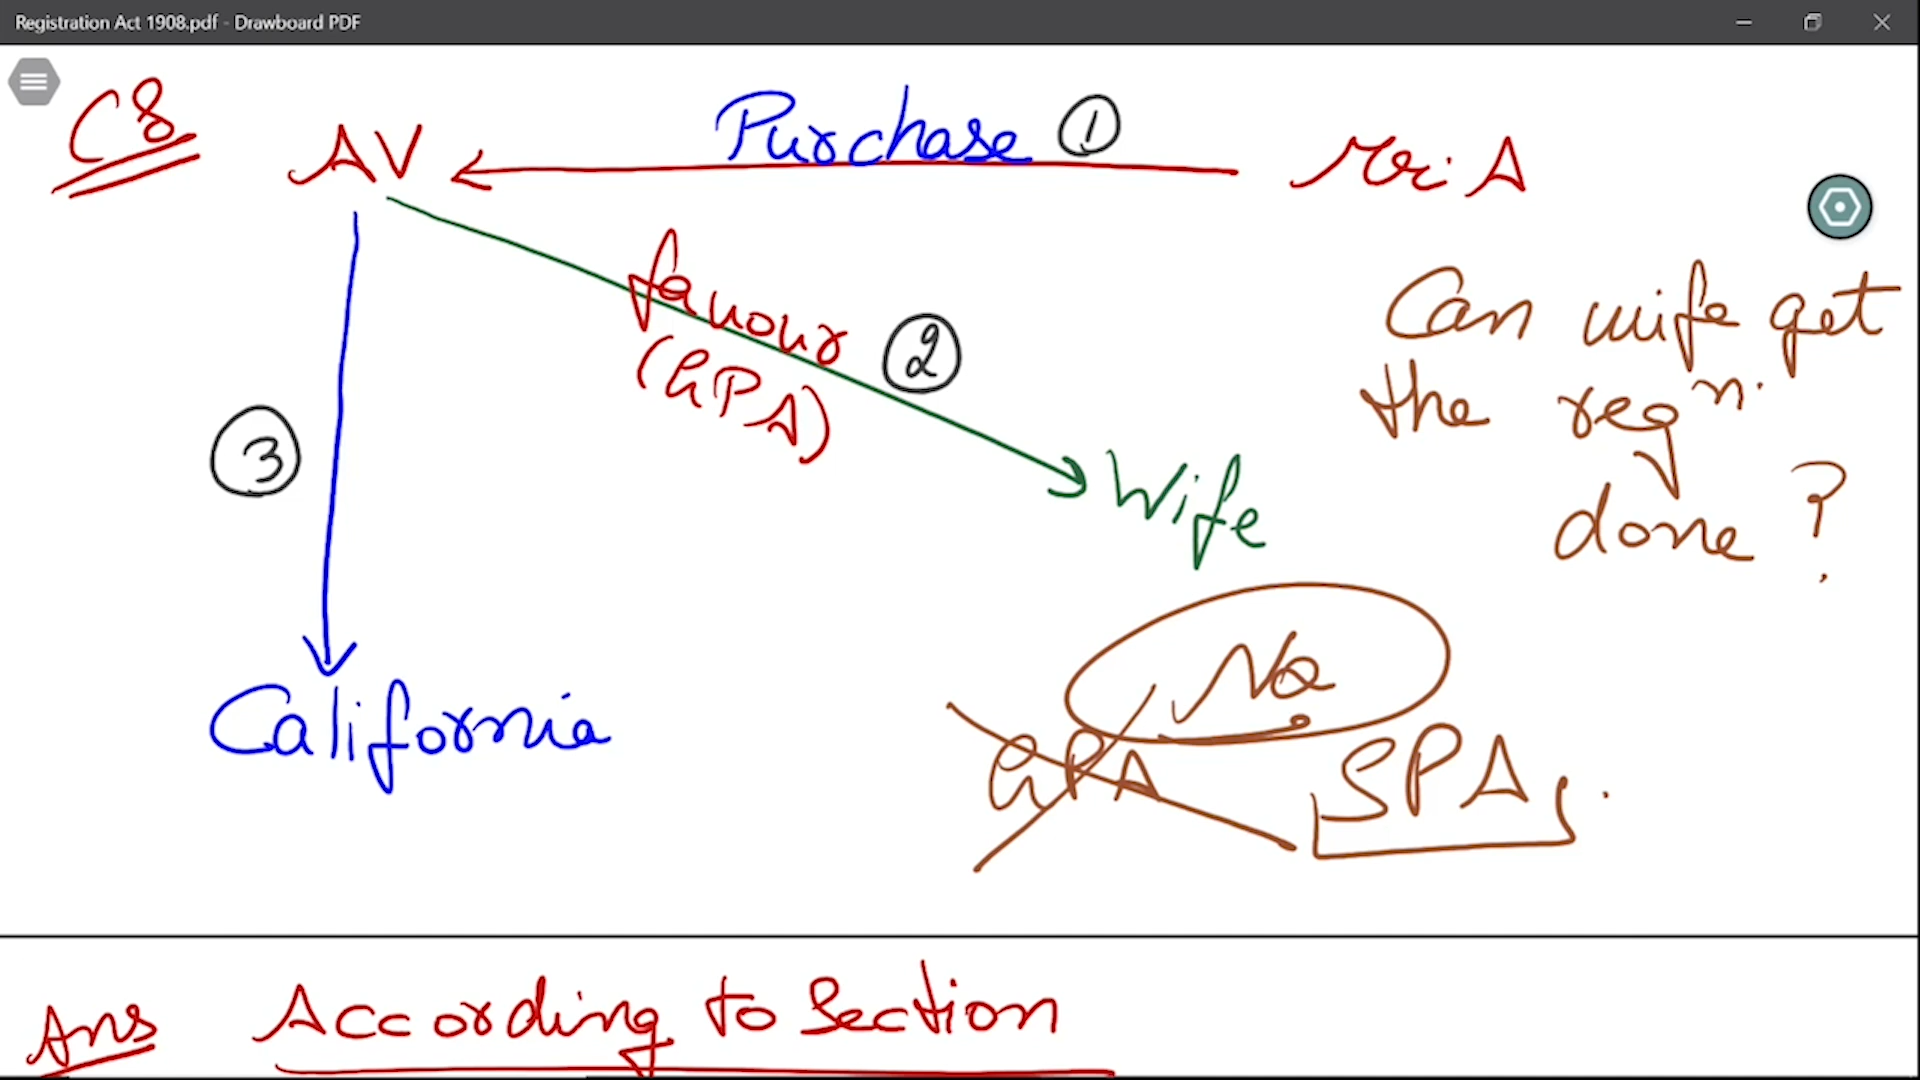 Registration Act 1908.pdf - Drawboard PDF
CS
AV
Purchase ①
Mr. A
favour ②
(GPA)
Can wife get
the regn.
done ?
③
Wife
California
No
GPA
SPA
Ans According to Section